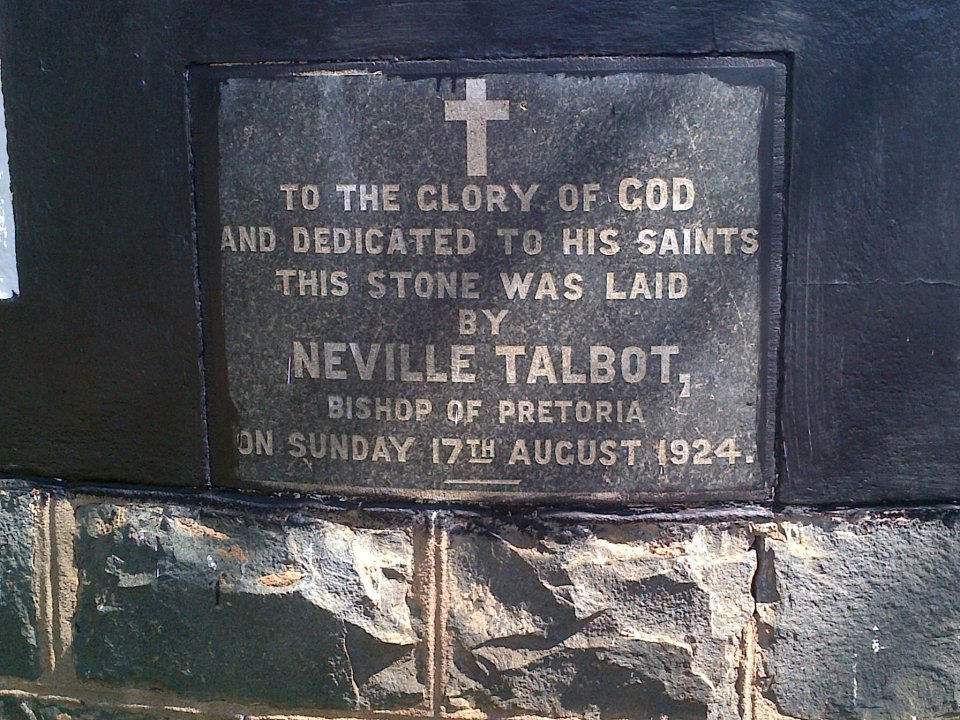 TO THE GLORY OF GOD
AND DEDICATED TO HIS SAINTS
THIS STONE WAS LAID
BY
NEVILLE TALBOT,
BISHOP OF PRETORIA
ON SUNDAY 17TH AUGUST 1924.